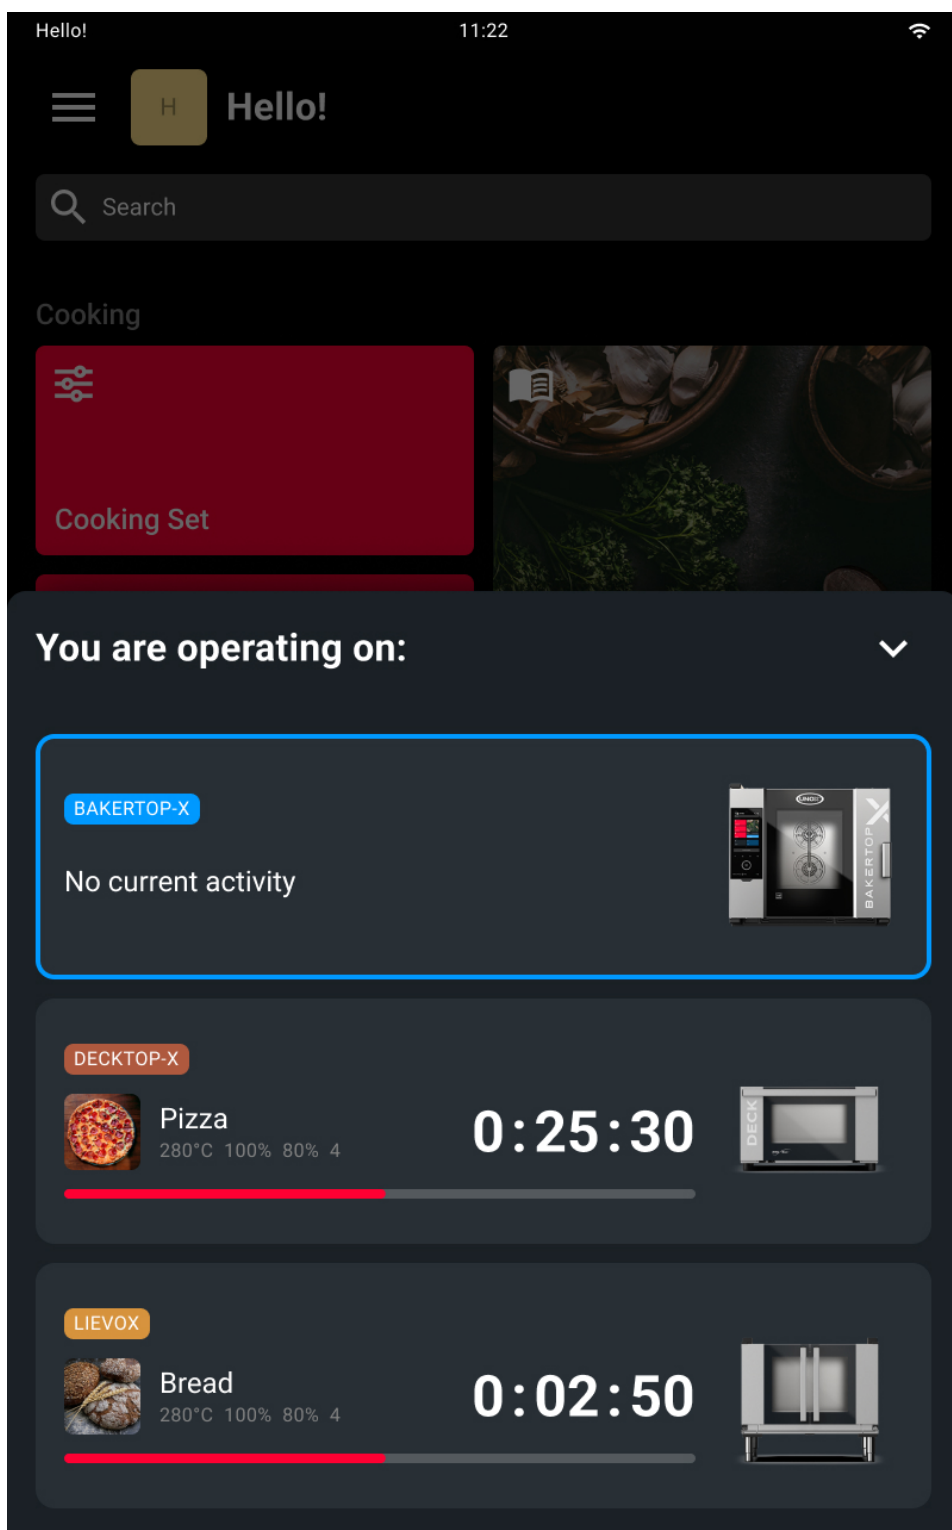 Hello!
11:22
H
Hello!
Search
Cooking
Cooking Set
You are operating on:
BAKERTOP-X
No current activity
UNOX
BAKERTOP
DECKTOP-X
Pizza
280°C 100% 80% 4
0:25:30
DECK
LIEVOX
Bread
280°C 100% 80% 4
0:02:50